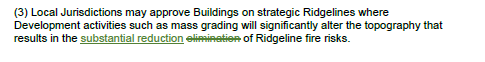 (3) Local Jurisdictions may approve Buildings on strategic Ridgelines where
Development activities such as mass grading will significantly alter the topography that
results in the substantial reduction elimination of Ridgeline fire risks.